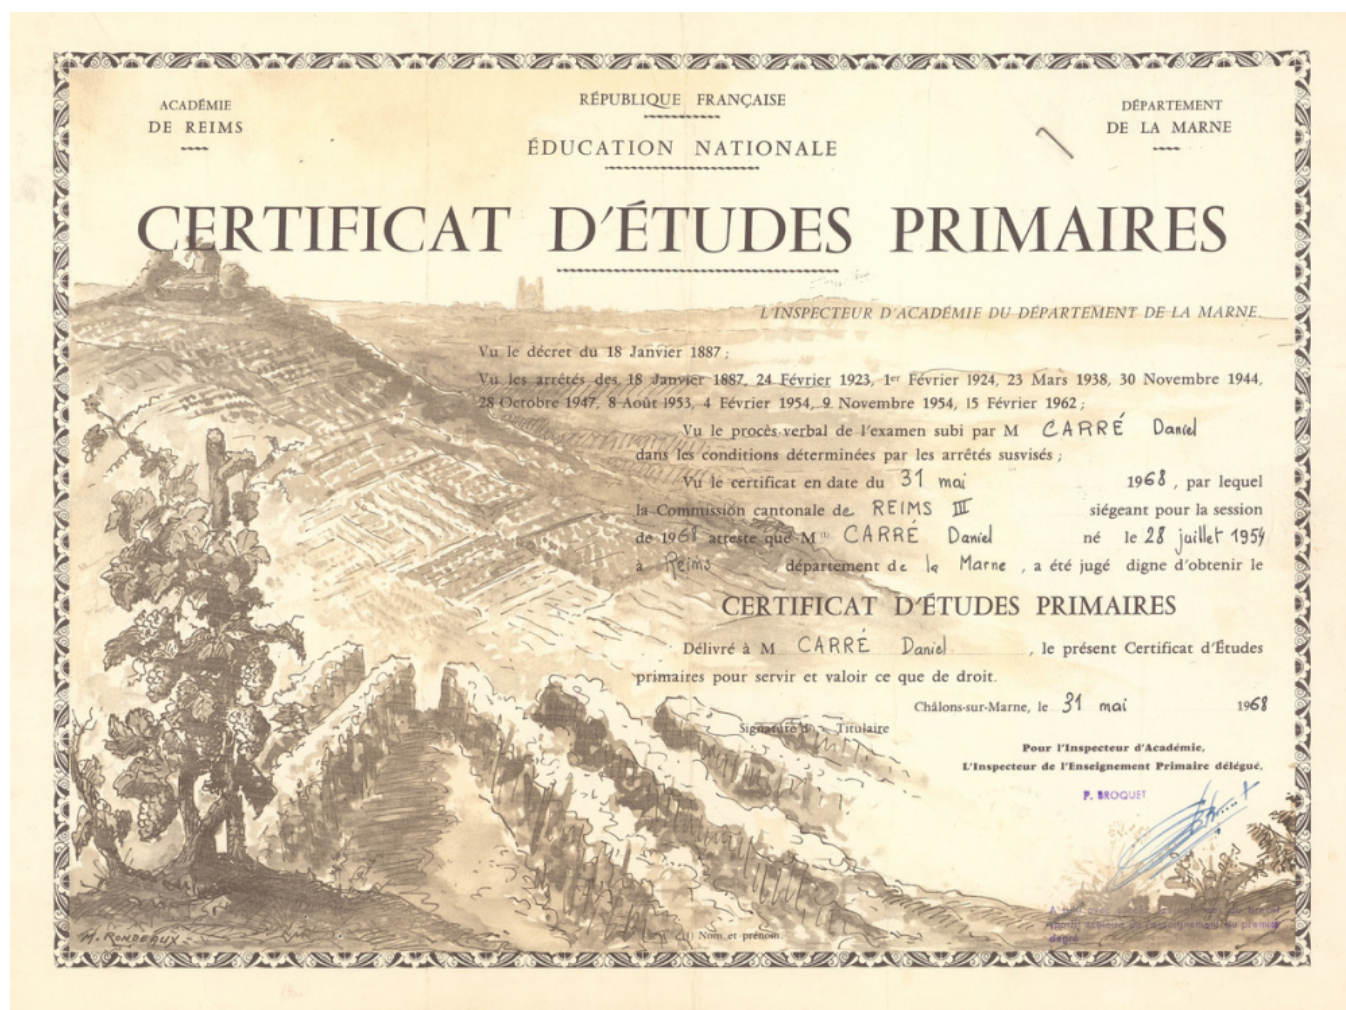 ACADÉMIE
DE REIMS
RÉPUBLIQUE FRANÇAISE
ÉDUCATION NATIONALE
DÉPARTEMENT
DE LA MARNE
CERTIFICAT D'ÉTUDES PRIMAIRES
L'INSPECTEUR D'ACADÉMIE DU DÉPARTEMENT DE LA MARNE.
Vu le décret du 18 Janvier 1887 ;
Vu les arrêtés des 18 Janvier 1887, 24 Février 1923, 1er Février 1924, 23 Mars 1938, 30 Novembre 1944,
28 Octobre 1947, 8 Août 1953, 4 Février 1954, 9 Novembre 1954, 15 Février 1962 ;
Vu le procès-verbal de l'examen subi par M CARRÉ Daniel
dans les conditions déterminées par les arrêtés susvisés ;
Vu le certificat en date du 31 mai 1968, par lequel
la Commission cantonale de REIMS III siégeant pour la session
de 1968 atteste que M (1) CARRÉ Daniel né le 28 juillet 1954
à Reims, département de la Marne, a été jugé digne d'obtenir le
CERTIFICAT D'ÉTUDES PRIMAIRES
Délivré à M CARRÉ Daniel, le présent Certificat d'Études
primaires pour servir et valoir ce que de droit.
Châlons-sur-Marne, le 31 mai 1968
Signature du Titulaire
Pour l'Inspecteur d'Académie,
L'Inspecteur de l'Enseignement Primaire délégué,
P. BROQUET
premier
degré
M. RONDEAUX
(1) Nom et prénom.